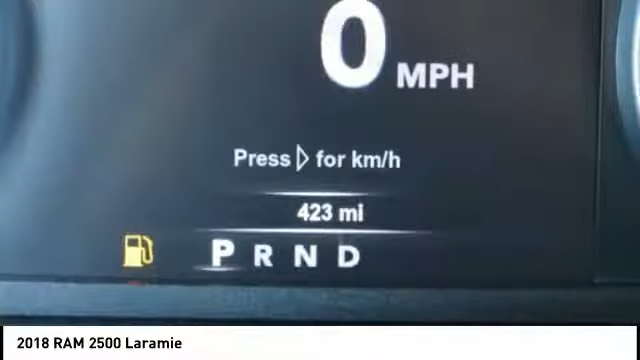 0 MPH
Press ▷ for km/h
423 mi
P R N D
2018 RAM 2500 Laramie